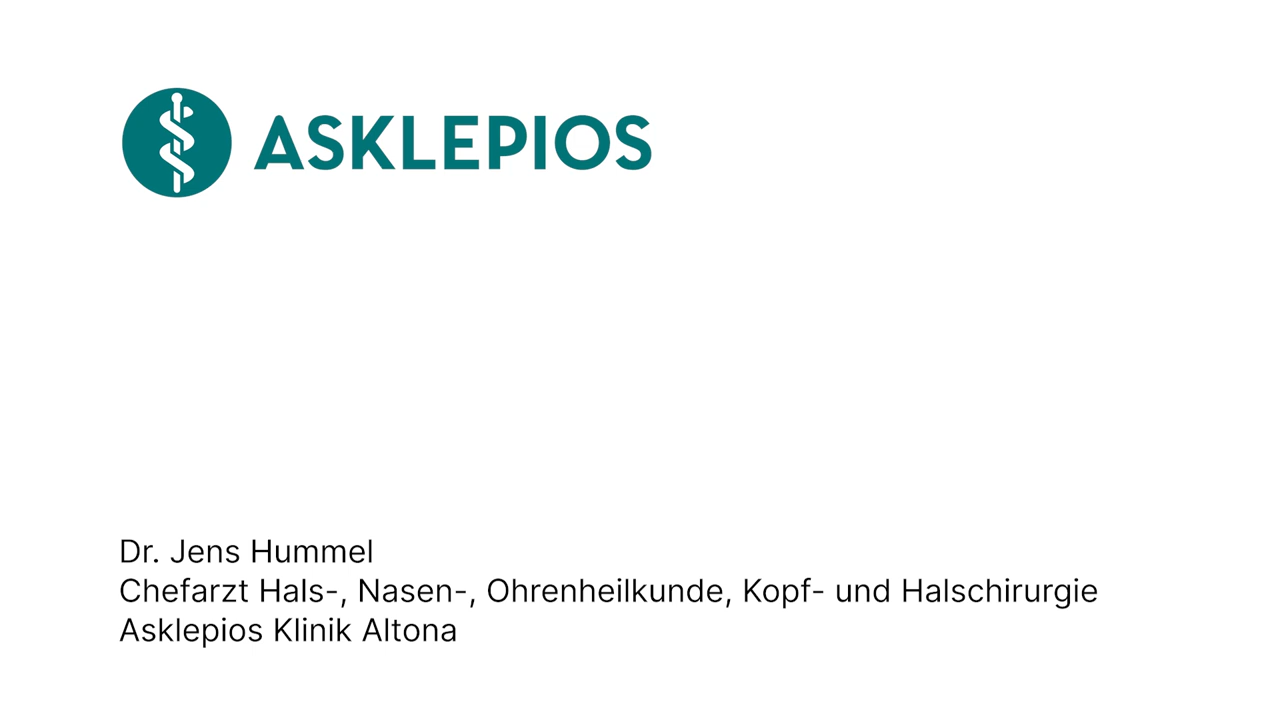 ASKLEPIOS
Dr. Jens Hummel
Chefarzt Hals-, Nasen-, Ohrenheilkunde, Kopf- und Halschirurgie
Asklepios Klinik Altona